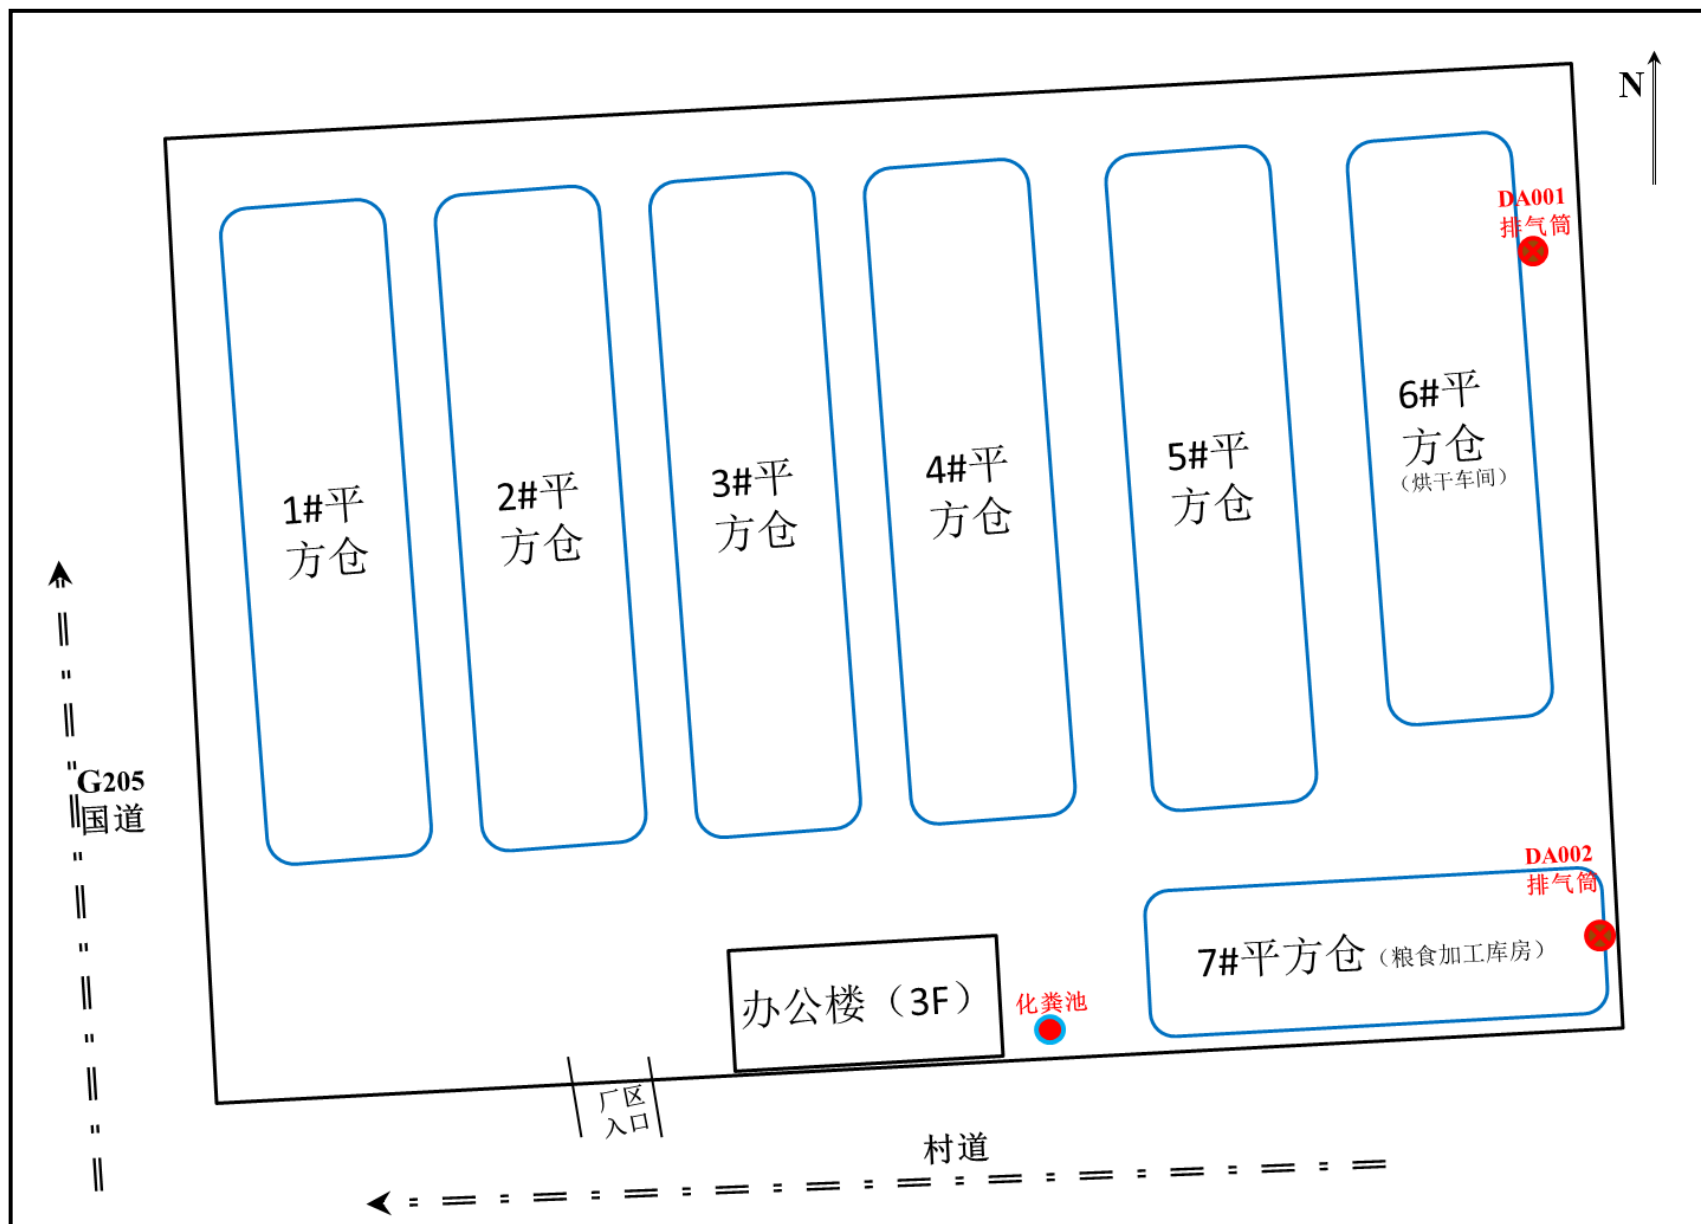 N
DA001
排气筒
1#平
方仓
2#平
方仓
3#平
方仓
4#平
方仓
5#平
方仓
6#平
方仓
（烘干车间）
G205
国道
DA002
排气筒
7#平方仓（粮食加工库房）
办公楼（3F）
化粪池
厂区
入口
村道